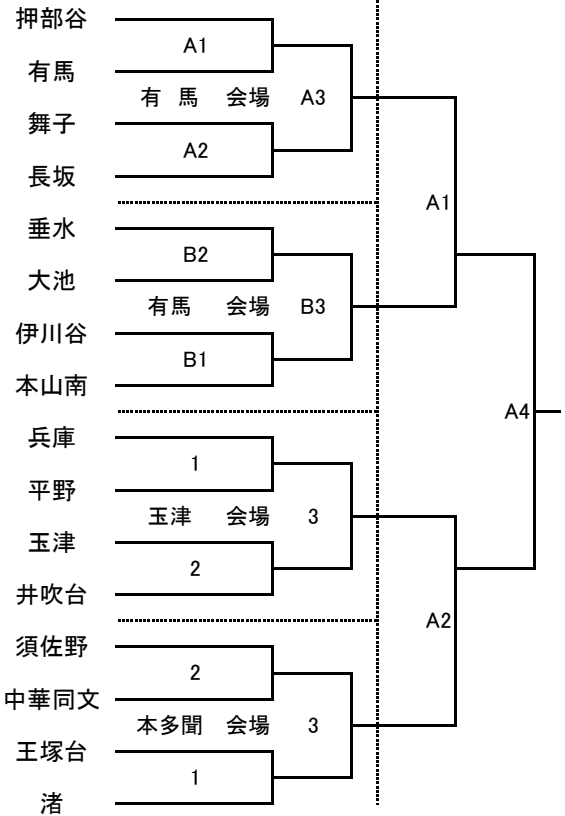 押部谷
A1
有馬
有 馬 会場 A3
舞子
A2
長坂
A1
垂水
B2
大池
有馬 会場 B3
伊川谷
B1
本山南
A4
兵庫
1
平野
玉津 会場 3
玉津
2
井吹台
A2
須佐野
2
中華同文
本多聞 会場 3
王塚台
1
渚